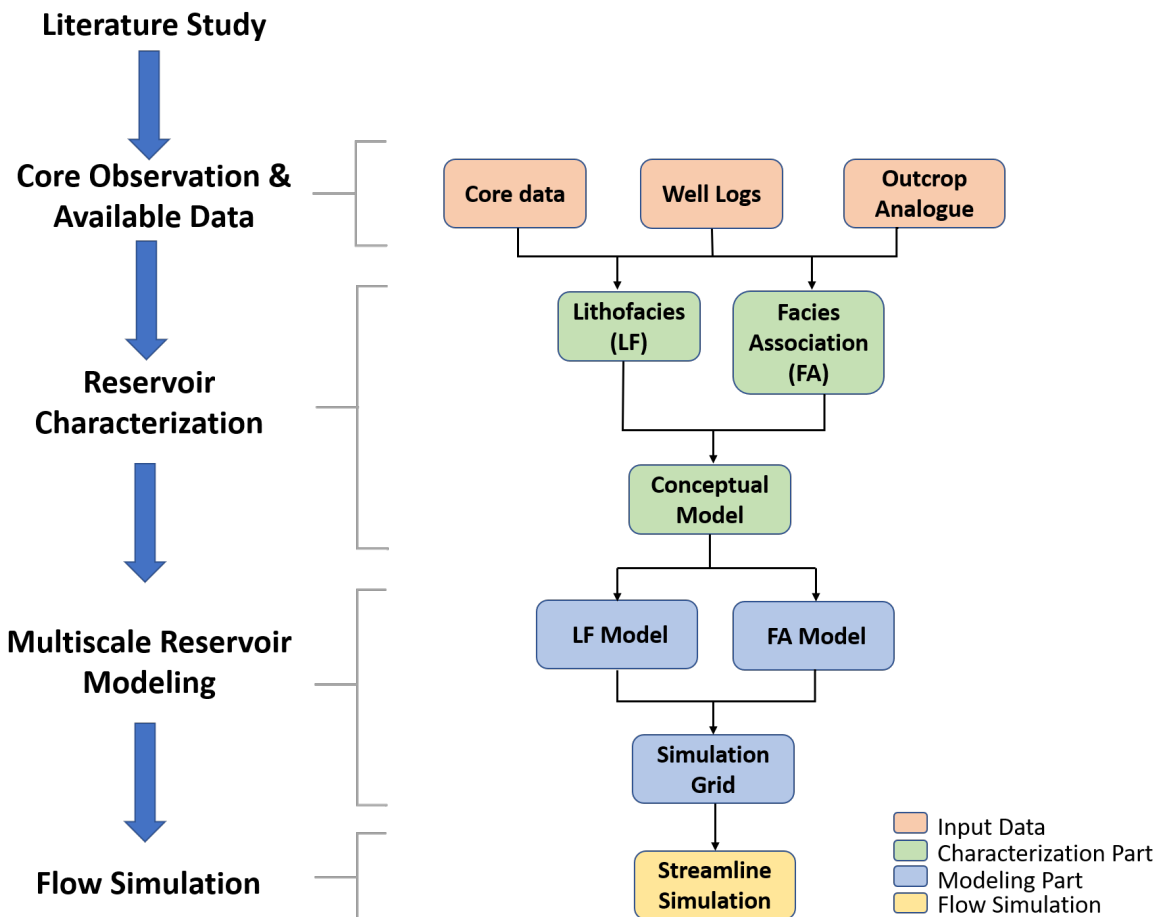 Literature Study
Core Observation &
Available Data
Reservoir
Characterization
Multiscale Reservoir
Modeling
Flow Simulation
Core data
Well Logs
Outcrop
Analogue
Lithofacies
(LF)
Facies
Association
(FA)
Conceptual
Model
LF Model
FA Model
Simulation
Grid
Streamline
Simulation
Input Data
Characterization Part
Modeling Part
Flow Simulation